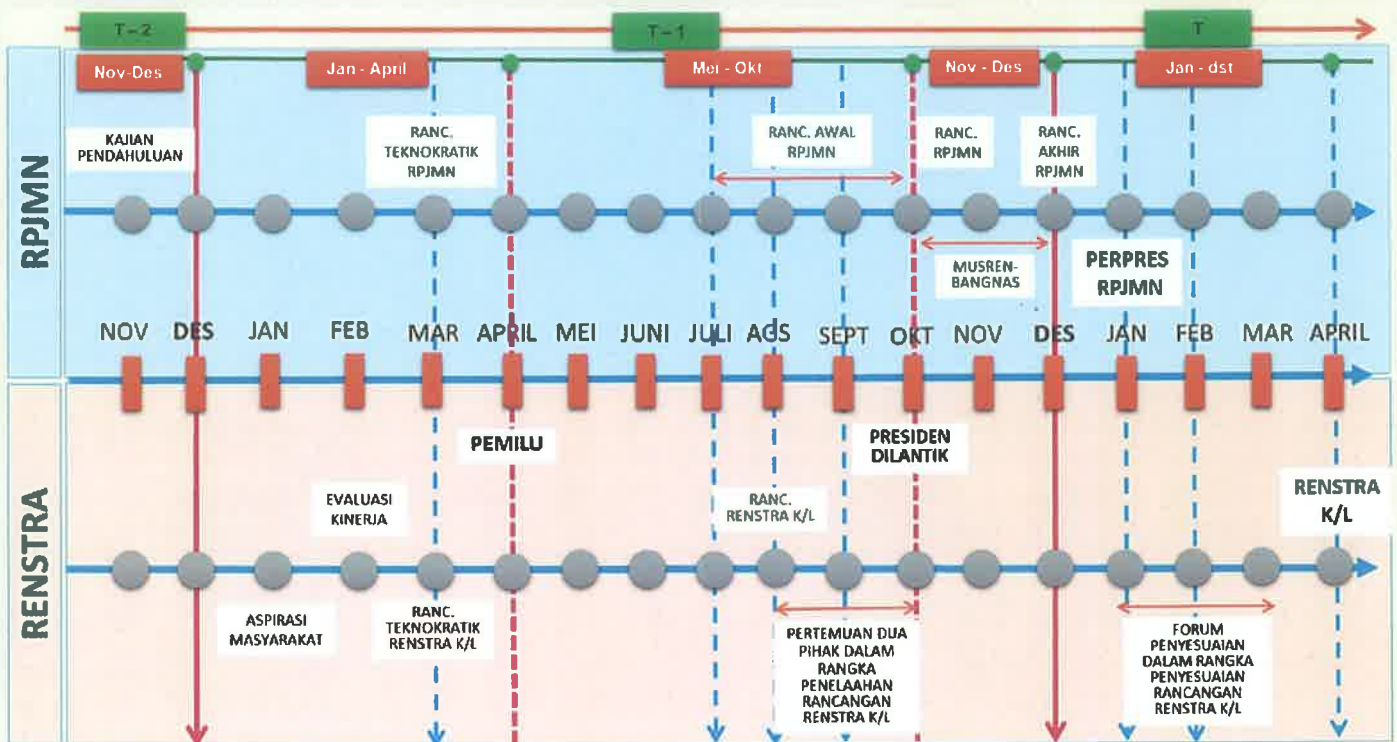 T-2
T-1
T
Nov-Des
Jan - April
Mei - Okt
Nov - Des
Jan - dst
RPJMN
KAJIAN
PENDAHULUAN
RANC.
TEKNOKRATIK
RPJMN
RANC. AWAL
RPJMN
RANC.
RPJMN
RANC.
AKHIR
RPJMN
MUSREN-
BANGNAS
PERPRES
RPJMN
NOV DES JAN FEB MAR APRIL MEI JUNI JULI AGS SEPT OKT NOV DES JAN FEB MAR APRIL
RENSTRA
PEMILU
PRESIDEN
DILANTIK
EVALUASI
KINERJA
RANC.
RENSTRA K/L
RENSTRA
K/L
ASPIRASI
MASYARAKAT
RANC.
TEKNOKRATIK
RENSTRA K/L
PERTEMUAN DUA
PIHAK DALAM
RANGKA
PENELAAHAN
RANCANGAN
RENSTRA K/L
FORUM
PENYESUAIAN
DALAM RANGKA
PENYESUAIAN
RANCANGAN
RENSTRA K/L